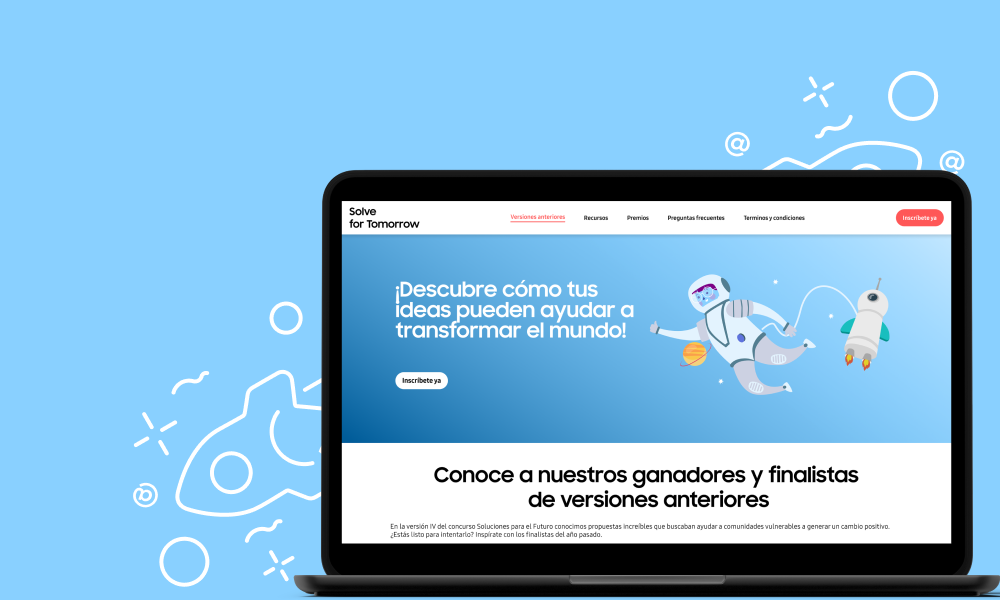 @
@
Solve
for Tomorrow
Versiones anteriores
Recursos
Premios
Preguntas frecuentes
Terminos y condiciones
Inscríbete ya
¡Descubre cómo tus
ideas pueden ayudar a
transformar el mundo!
Inscríbete ya
Conoce a nuestros ganadores y finalistas
de versiones anteriores
En la versión IV del concurso Soluciones para el Futuro conocimos propuestas increíbles que buscaban ayudar a comunidades vulnerables a generar un cambio positivo.
¿Estás listo para intentarlo? Inspirate con los finalistas del año pasado.
@